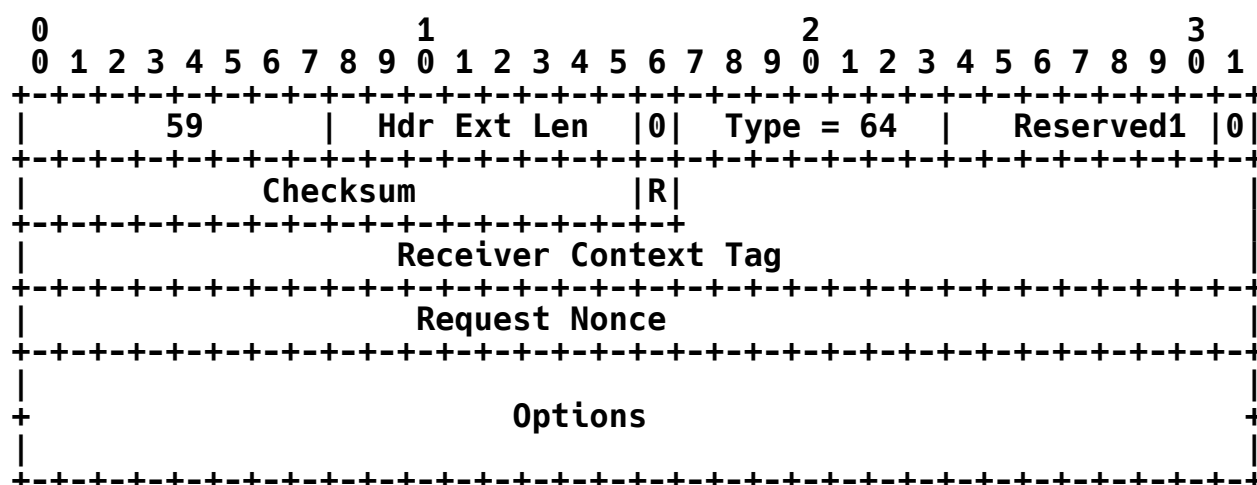 0                   1                   2                   3
 0 1 2 3 4 5 6 7 8 9 0 1 2 3 4 5 6 7 8 9 0 1 2 3 4 5 6 7 8 9 0 1
+-+-+-+-+-+-+-+-+-+-+-+-+-+-+-+-+-+-+-+-+-+-+-+-+-+-+-+-+-+-+-+-+
|       59      |  Hdr Ext Len  |0|  Type = 64  |   Reserved1 |0|
+-+-+-+-+-+-+-+-+-+-+-+-+-+-+-+-+-+-+-+-+-+-+-+-+-+-+-+-+-+-+-+-+
|            Checksum           |R|                             |
+-+-+-+-+-+-+-+-+-+-+-+-+-+-+-+-+-+                             |
|                   Receiver Context Tag                        |
+-+-+-+-+-+-+-+-+-+-+-+-+-+-+-+-+-+-+-+-+-+-+-+-+-+-+-+-+-+-+-+-+
|                    Request Nonce                              |
+-+-+-+-+-+-+-+-+-+-+-+-+-+-+-+-+-+-+-+-+-+-+-+-+-+-+-+-+-+-+-+-+
|                                                               |
+                         Options                               +
|                                                               |
+-+-+-+-+-+-+-+-+-+-+-+-+-+-+-+-+-+-+-+-+-+-+-+-+-+-+-+-+-+-+-+-+